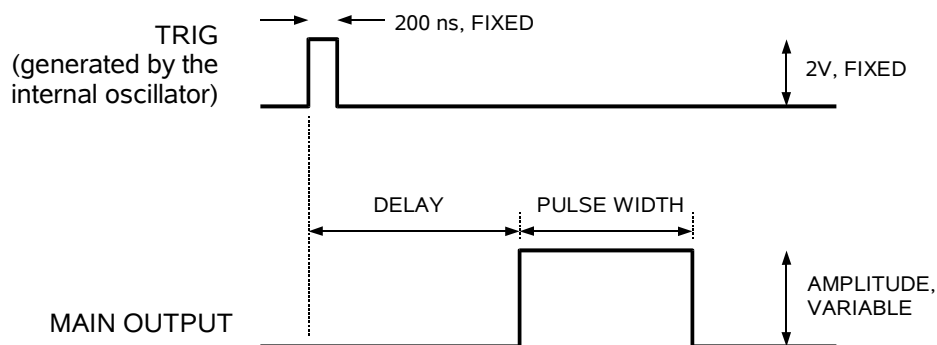 200 ns, FIXED
TRIG
(generated by the
internal oscillator)
2V, FIXED
DELAY
PULSE WIDTH
AMPLITUDE,
VARIABLE
MAIN OUTPUT